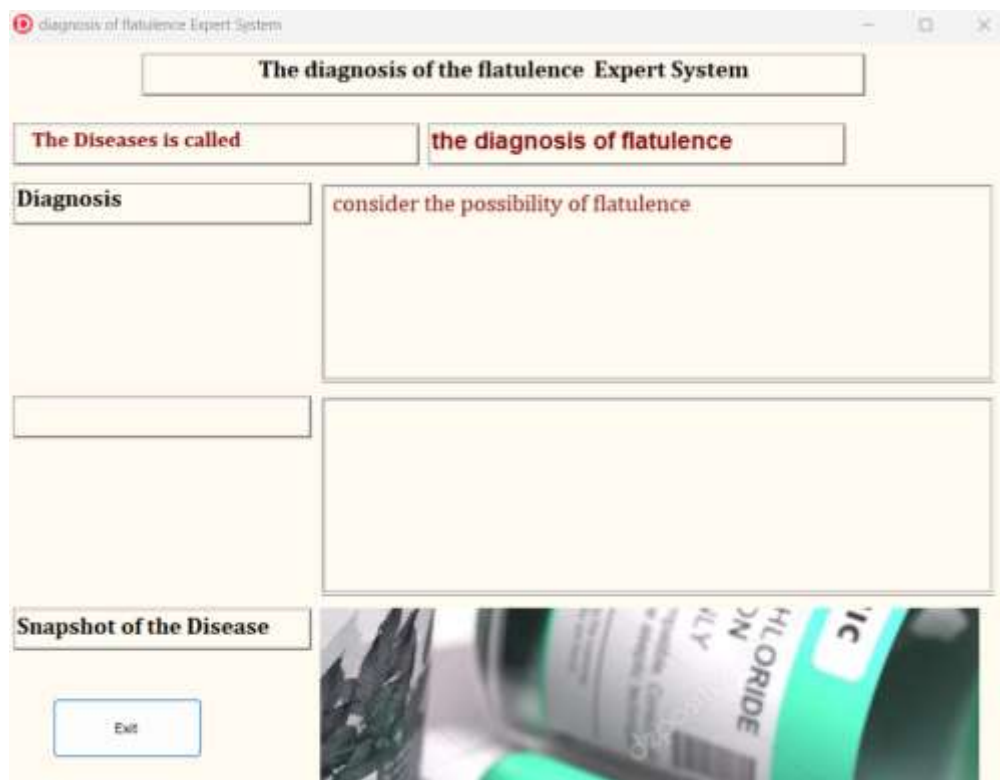 diagnosis of flatulence Expert System
The diagnosis of the flatulence Expert System
The Diseases is called
the diagnosis of flatulence
Diagnosis
consider the possibility of flatulence
Snapshot of the Disease
Exit
HLORIDE
ON
ILY
IC